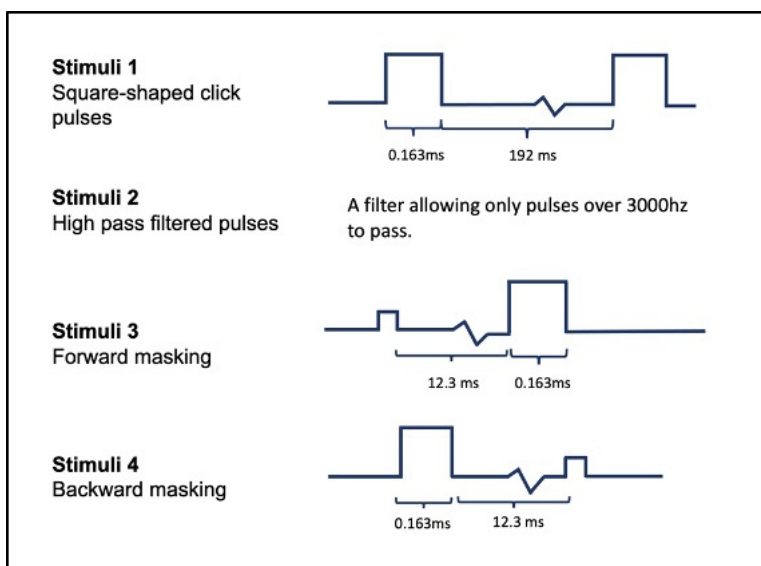 Stimuli 1
Square-shaped click
pulses
0.163ms
192 ms
Stimuli 2
High pass filtered pulses
A filter allowing only pulses over 3000hz
to pass.
Stimuli 3
Forward masking
12.3 ms
0.163ms
Stimuli 4
Backward masking
0.163ms
12.3 ms